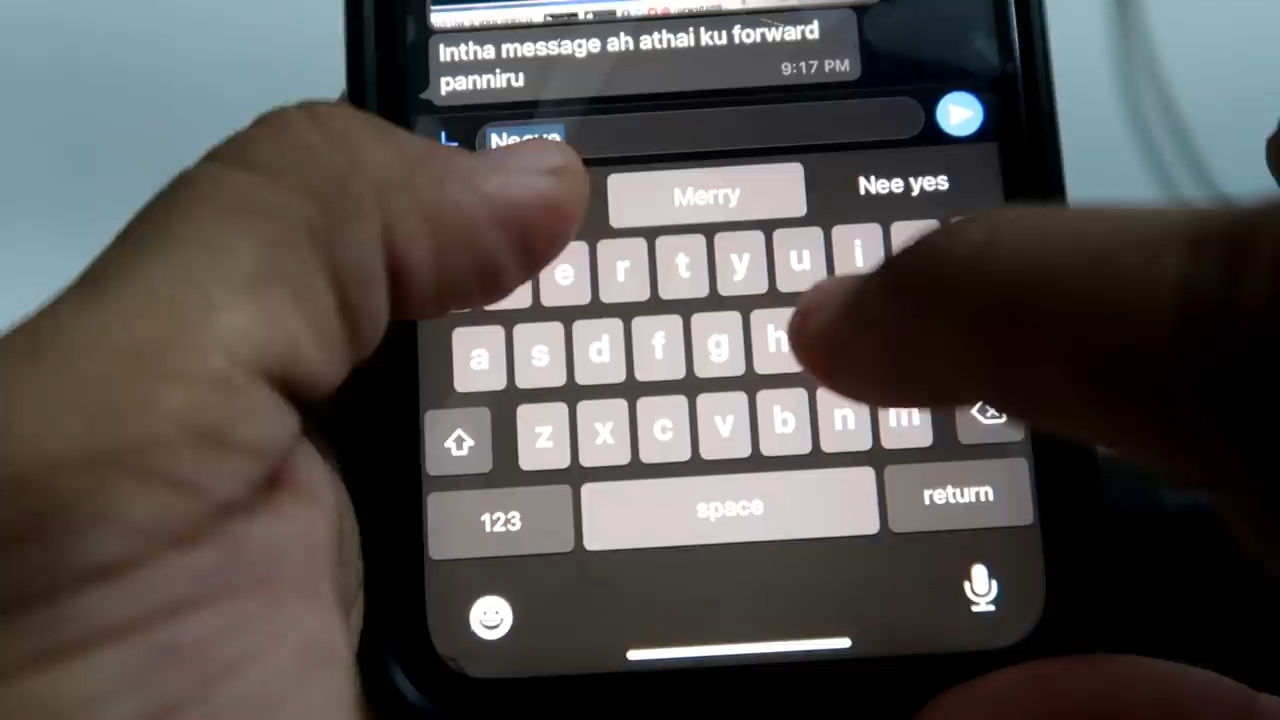 Intha message ah athai ku forward
panniru
9:17 PM
Merry
Nee yes
e r t y u i
a s d f g h
z x c v b n m
123
space
return